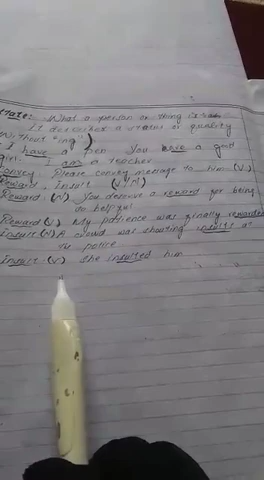 State: What a person or thing is
It describes a status or quality
(Without "ing")
I have a pen You have a good
girl. I am a teacher
Convey Please convey message to him (V.)
Reward, Insult (V/N)
Reward: (N) You deserve a reward for being
so helpful
Reward (V) My patience was finally rewarded
Insult (N) A crowd was shouting insults at
the police
Insult (V) She insulted him